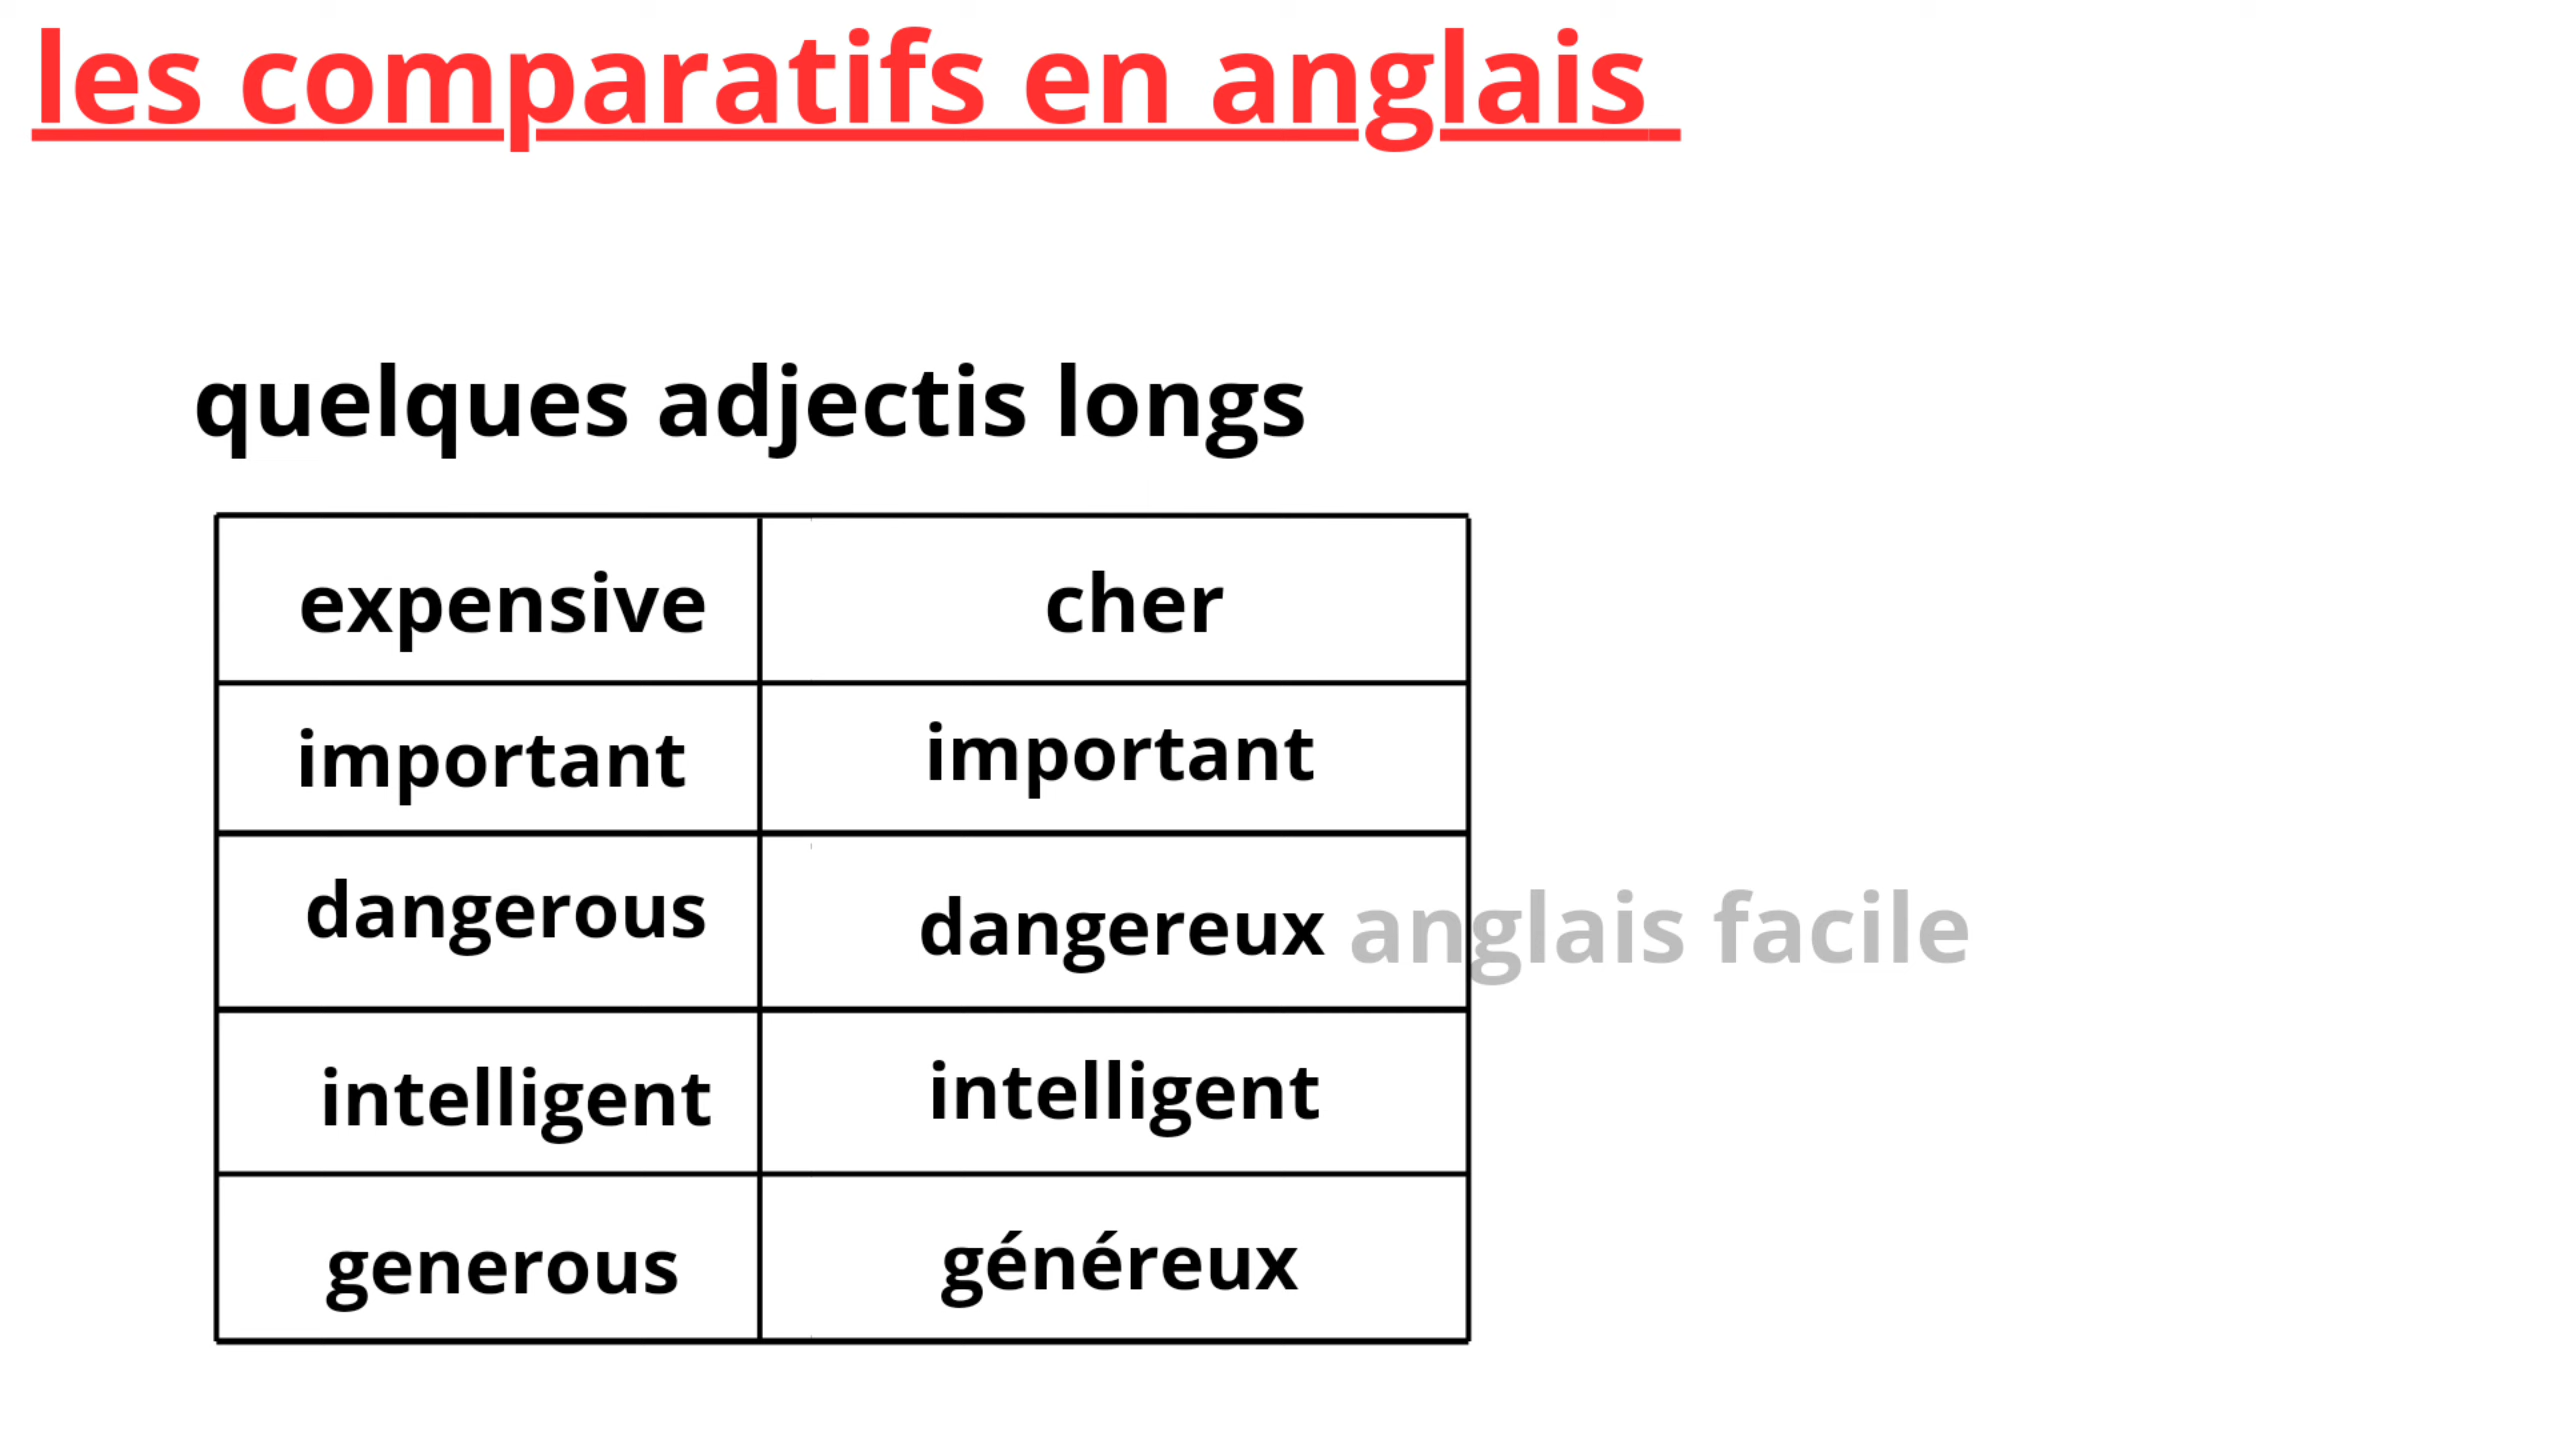 les comparatifs en anglais
quelques adjectis longs
expensive cher
important important
dangerous dangereux
anglais facile
intelligent intelligent
generous généreux